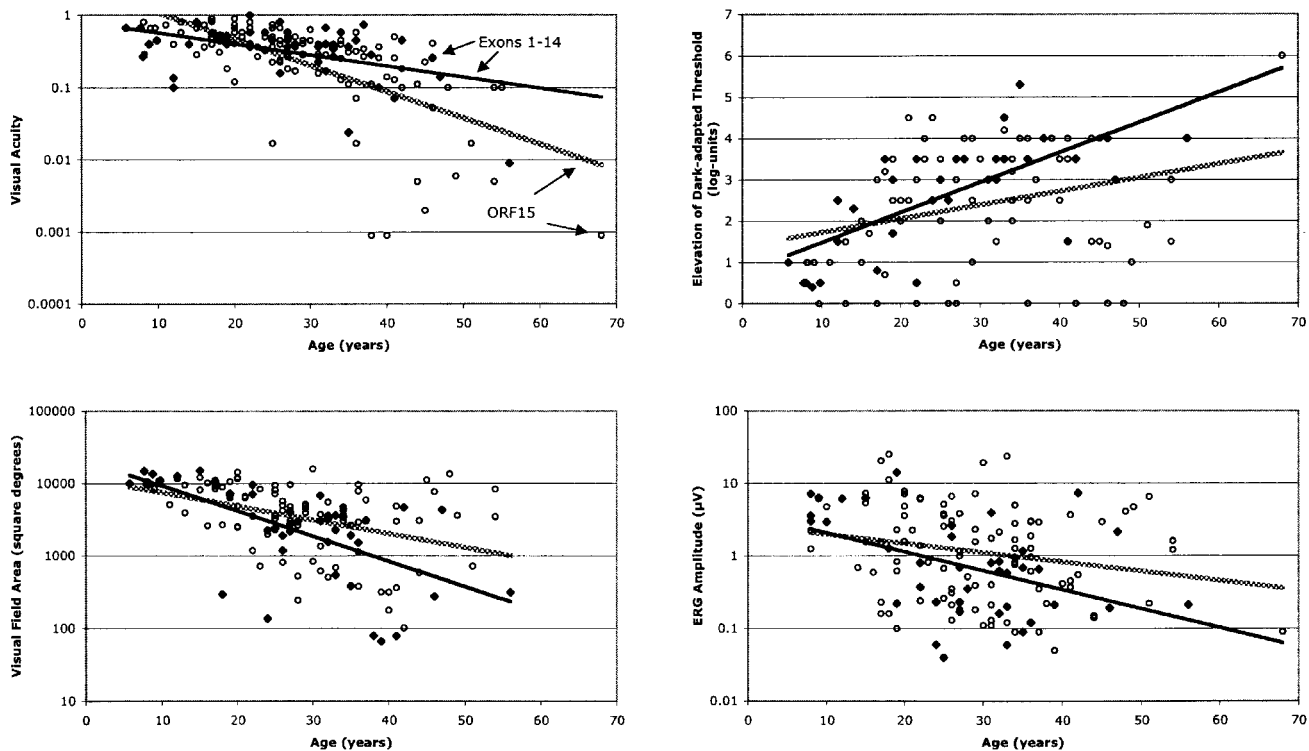 1
0.1
0.01
0.001
0.0001
Visual Acuity
Exons 1-14
ORF15
0 10 20 30 40 50 60 70
Age (years)
7
6
5
4
3
2
1
0
Elevation of Dark-adapted Threshold
(log-units)
0 10 20 30 40 50 60 70
Age (years)
100000
10000
1000
100
10
Visual Field Area (square degrees)
0 10 20 30 40 50 60 70
Age (years)
100
10
1
0.1
0.01
ERG Amplitude (µV)
0 10 20 30 40 50 60 70
Age (years)